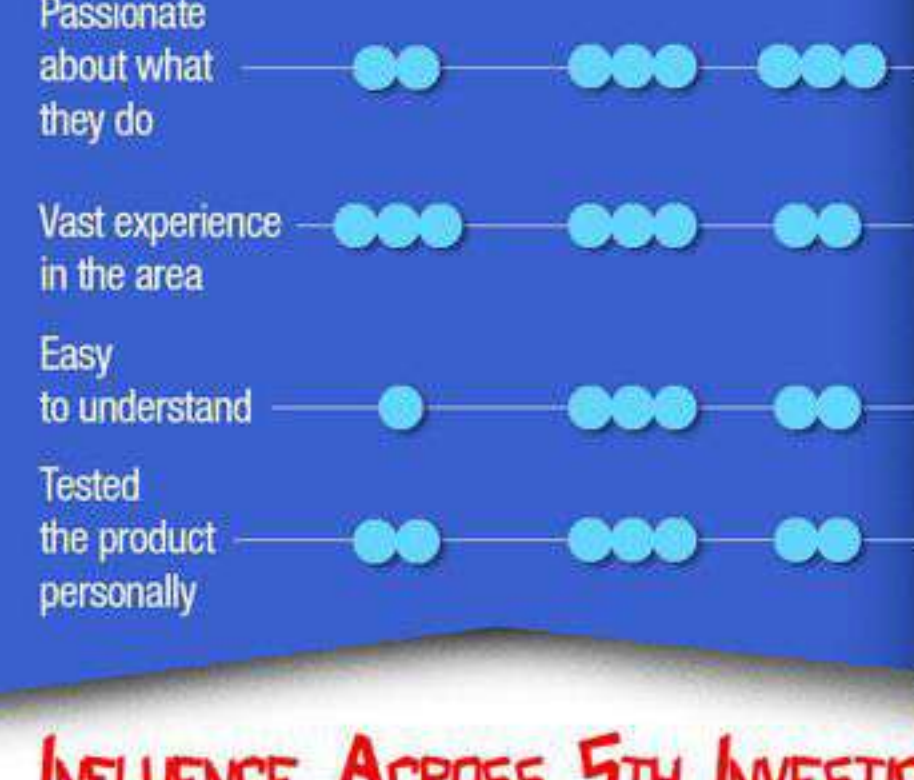 Passionate
about what
they do
Vast experience
in the area
Easy
to understand
Tested
the product
personally
INFLUENCE ACROSS 5TH